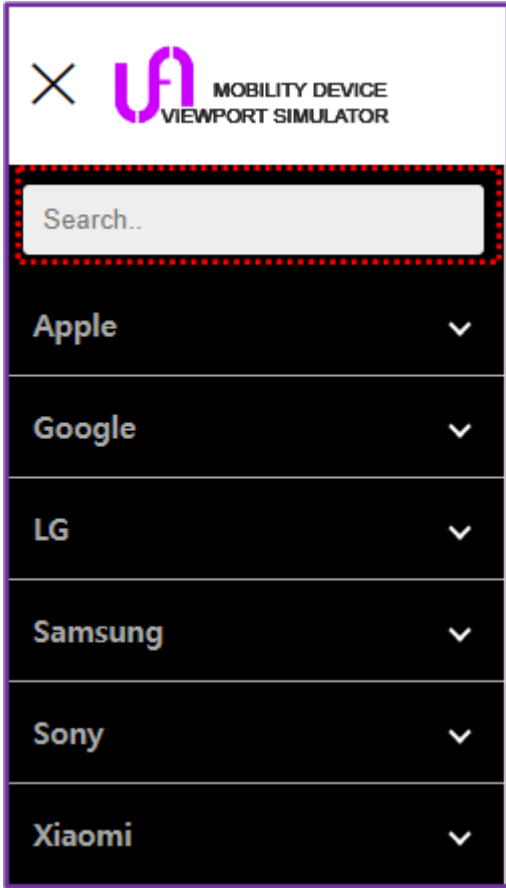 MOBILITY DEVICE
VIEWPORT SIMULATOR
Search..
Apple
Google
LG
Samsung
Sony
Xiaomi